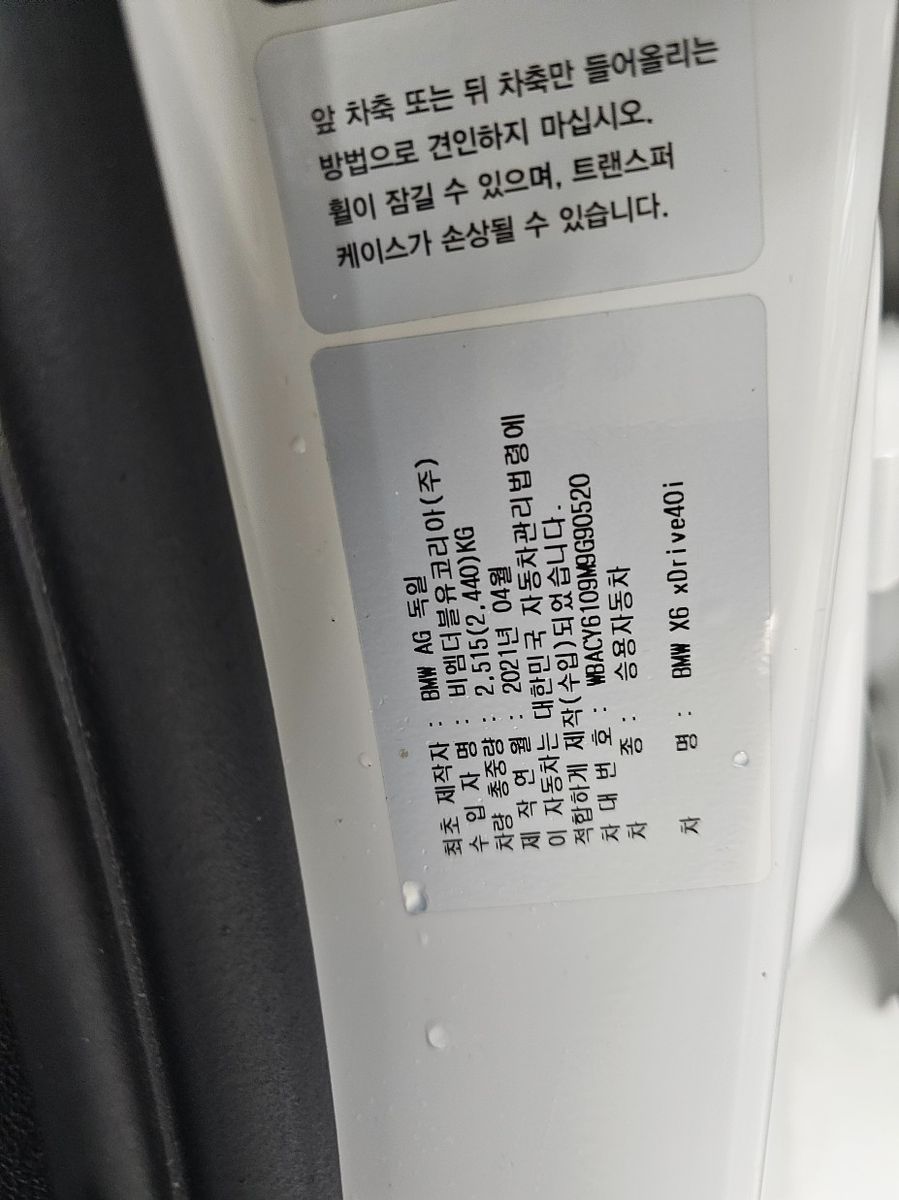 앞 차축 또는 뒤 차축만 들어올리는
방법으로 견인하지 마십시오.
휠이 잠길 수 있으며, 트랜스퍼
케이스가 손상될 수 있습니다.
최초 제작자 : BMW AG 독일
수 입 자 명 : 비엠더블유코리아(주)
차량 총중량 : 2,515(2,440)KG
제 작 연 월 : 2021년 04월
이 자동차는 대한민국 자동차관리법령에
적합하게 제작(수입)되었습니다.
차 대 번 호 : WBACY6109M9G90520
차 종 : 승용자동차
차 명 : BMW X6 xDrive40i